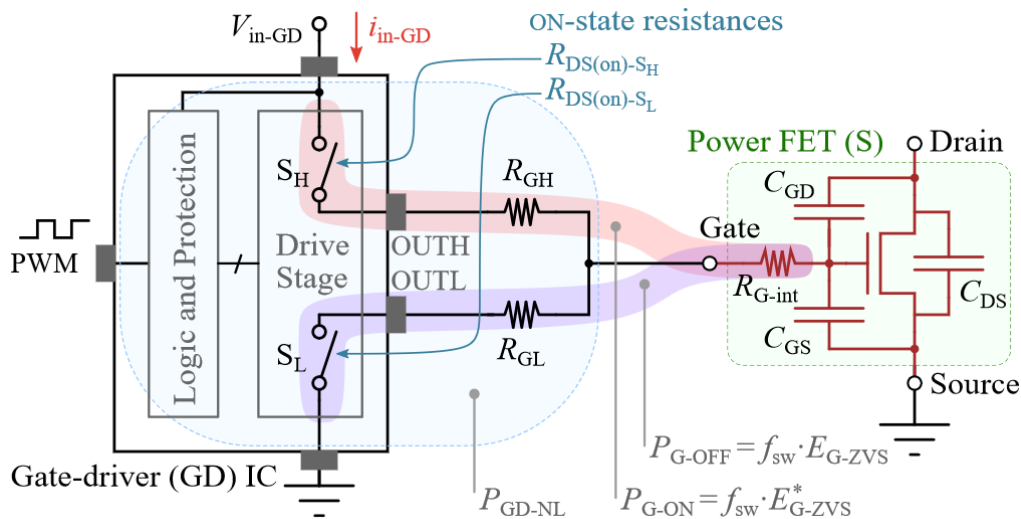 V_in-GD
i_in-GD
ON-state resistances
R_DS(on)-S_H
R_DS(on)-S_L
Power FET (S)
Drain
Logic and Protection
S_H
R_GH
C_GD
PWM
Drive
Stage
OUTH
OUTL
Gate
R_G-int
C_DS
S_L
R_GL
C_GS
Source
P_G-OFF = f_sw · E_G-ZVS
Gate-driver (GD) IC
P_GD-NL
P_G-ON = f_sw · E*_G-ZVS